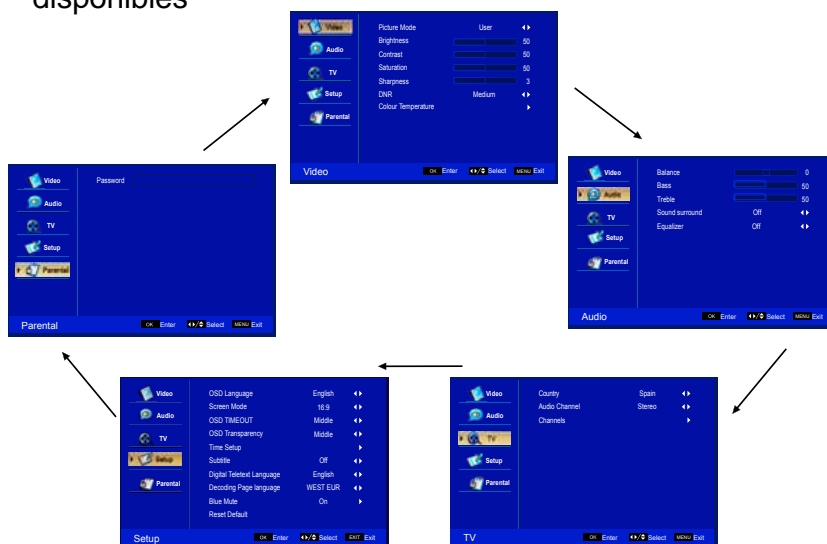 disponibles
Video
Picture Mode User
Audio
Brightness 50
Contrast 50
TV
Saturation 50
Sharpness 3
Setup
DNR Medium
Colour Temperature
Parental
Video OK Enter / Select MENU Exit
Video
Password
Audio
TV
Setup
Parental
Parental OK Enter / Select MENU Exit
Video
Balance 0
Audio
Bass 50
Treble 50
TV
Sound surround Off
Equalizer Off
Setup
Parental
Audio OK Enter / Select MENU Exit
Video
OSD Language English
Screen Mode 16:9
Audio
OSD TIMEOUT Middle
OSD Transparency Middle
TV
Time Setup
Setup
Subtitle Off
Digital Teletext Language English
Parental
Decoding Page language WEST EUR
Blue Mute On
Reset Default
Setup OK Enter / Select EXIT Exit
Video
Country Spain
Audio
Audio Channel Stereo
Channels
TV
Setup
Parental
TV OK Enter / Select MENU Exit